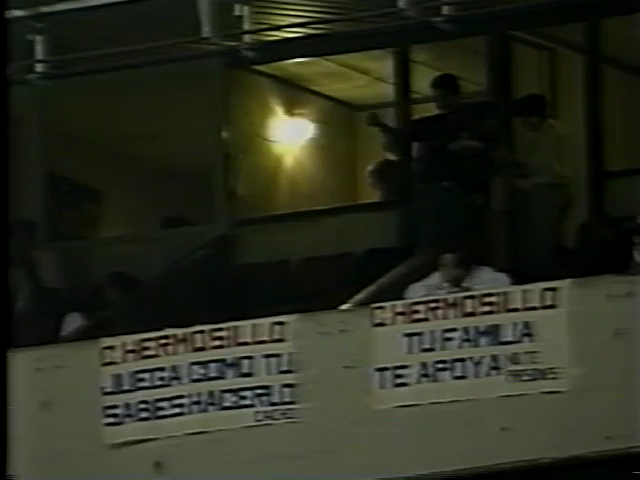 C.HERMOSILLO
JUEGA COMO TU
SABES HACERLO
C.HERMOSILLO
TU FAMILIA
TE APOYA